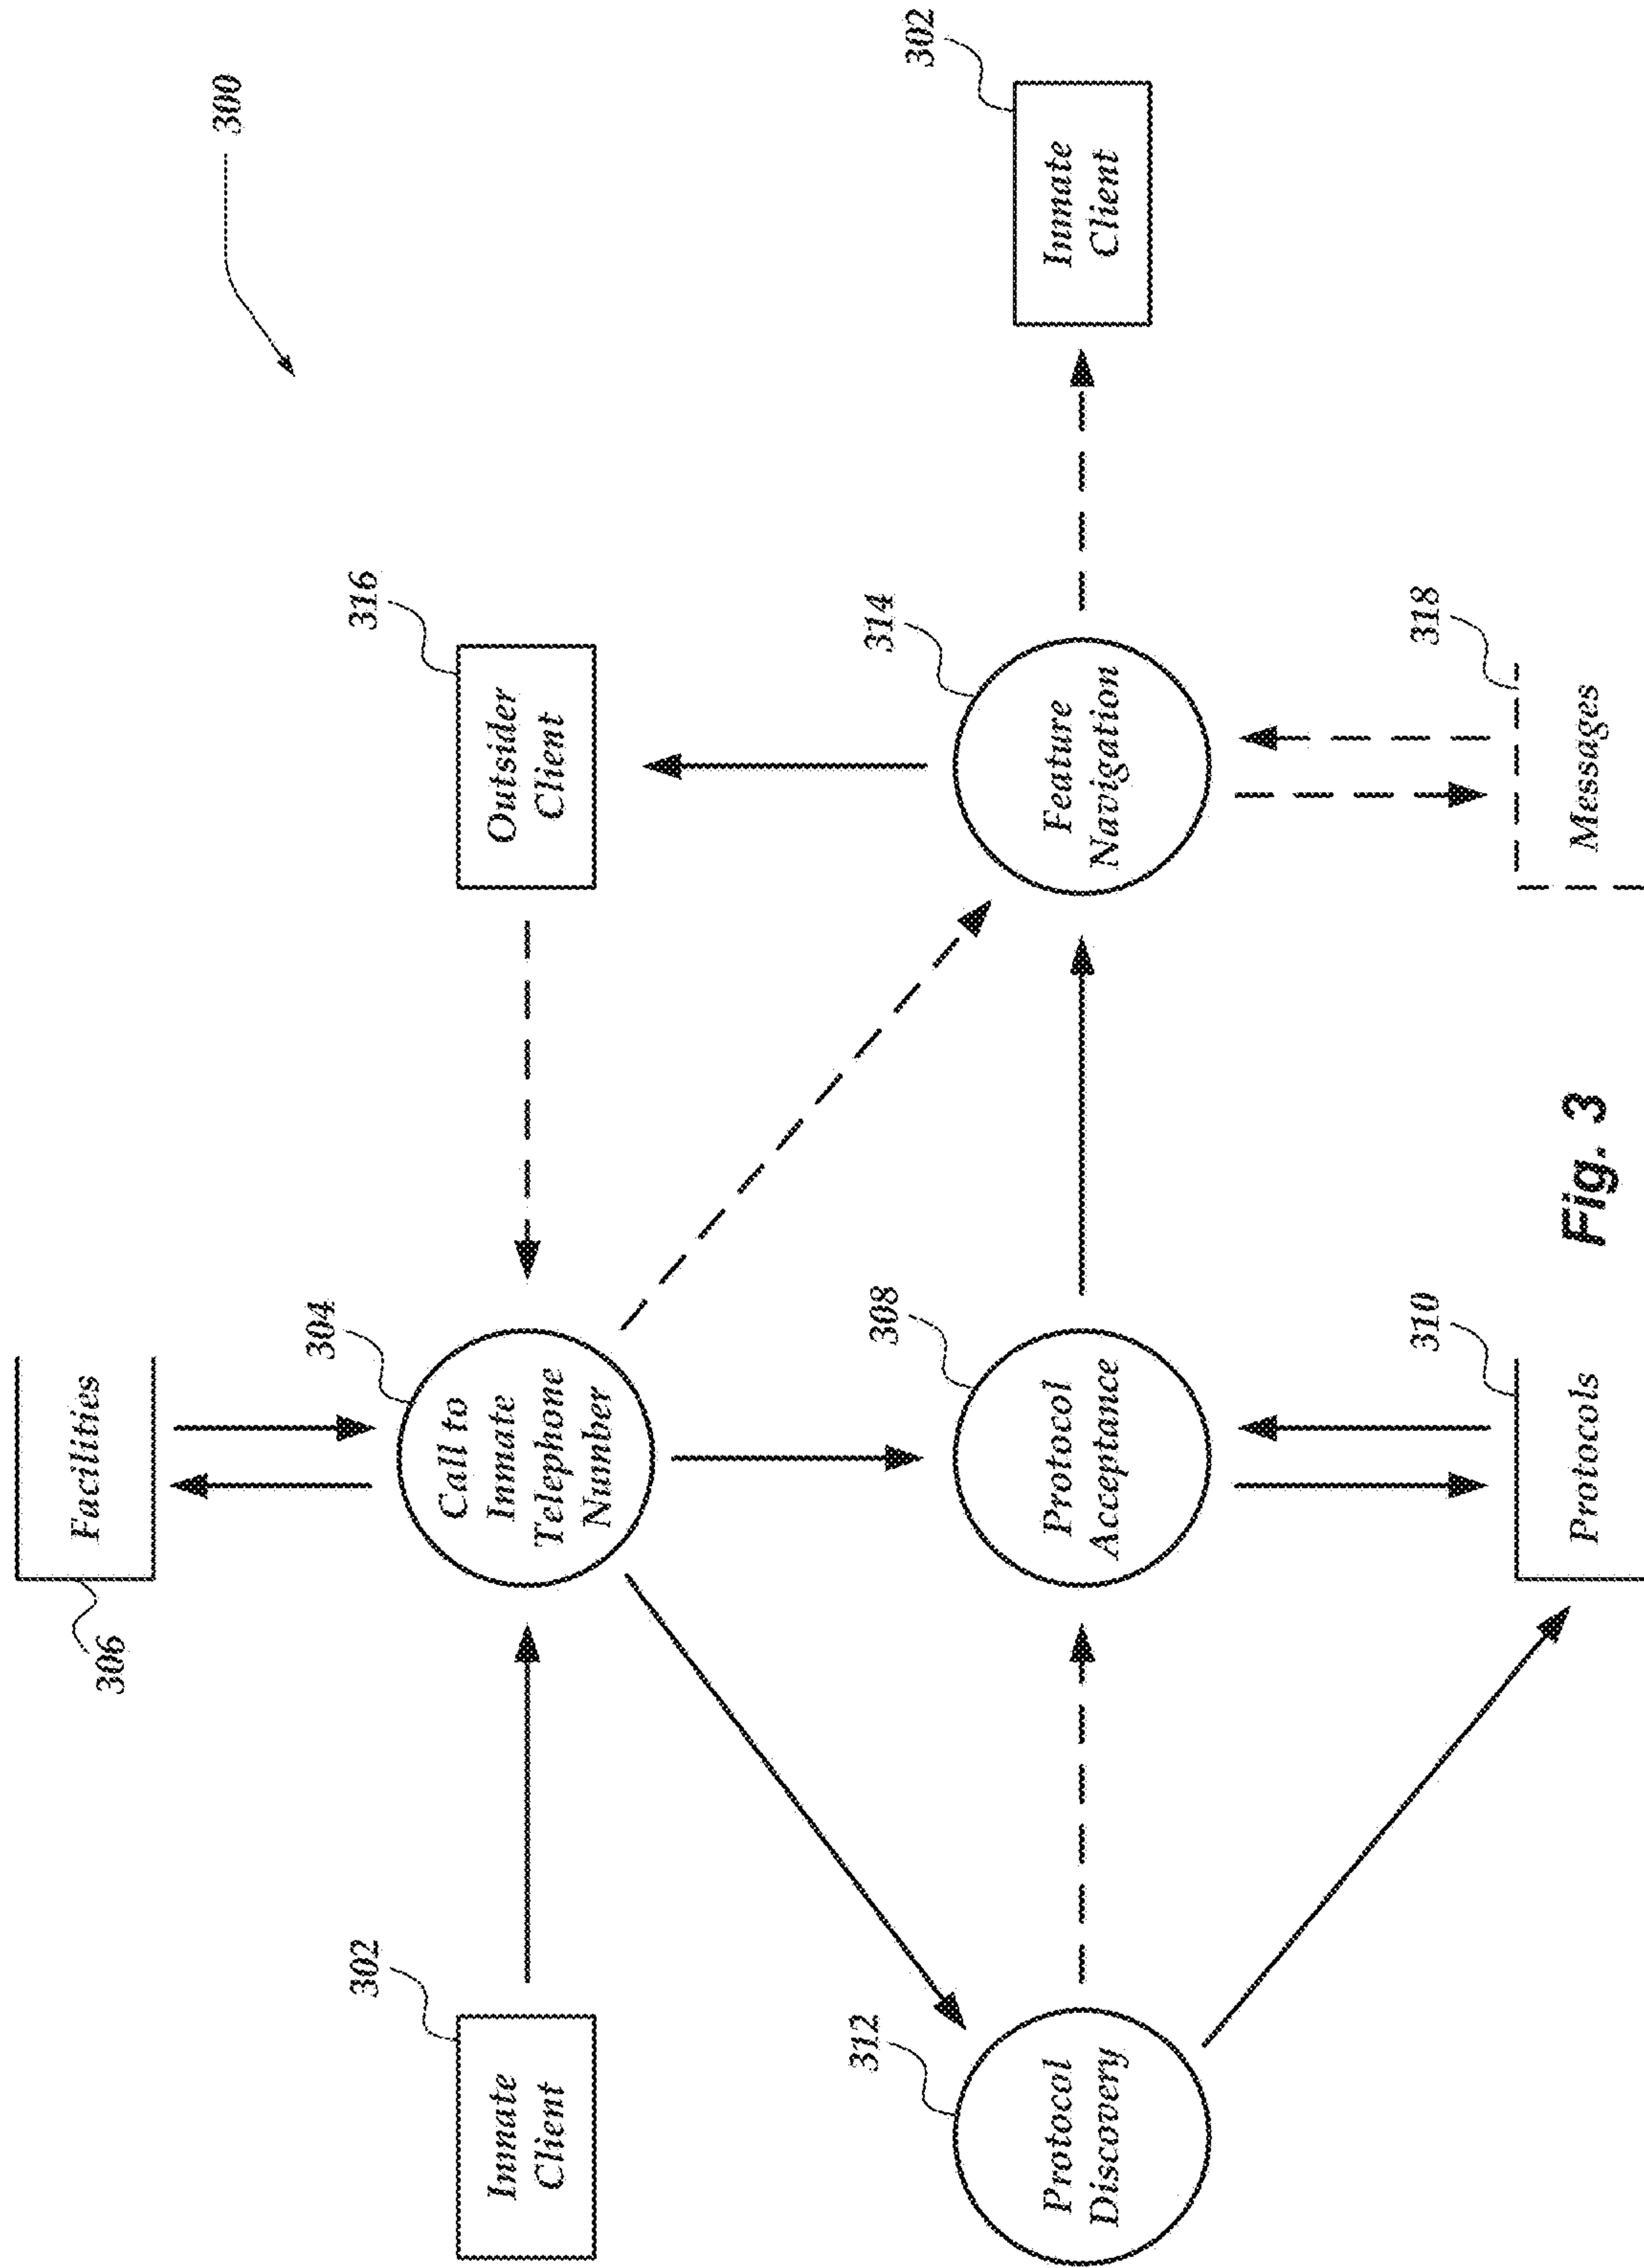 306
Facilities
300
302
Inmate
Client
304
Call to
Inmate
Telephone
Number
316
Outsider
Client
312
Protocol
Discovery
308
Protocol
Acceptance
314
Feature
Navigation
302
Inmate
Client
310
Protocols
318
Messages
Fig. 3